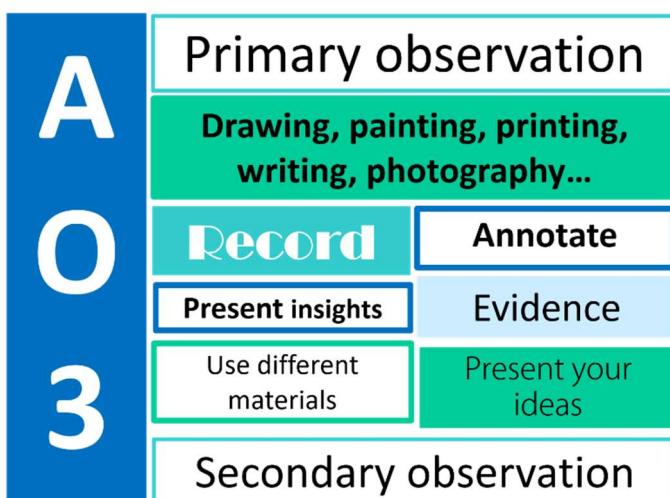 A
O
3
Primary observation
Drawing, painting, printing,
writing, photography...
Record
Annotate
Present insights
Evidence
Use different
materials
Present your
ideas
Secondary observation